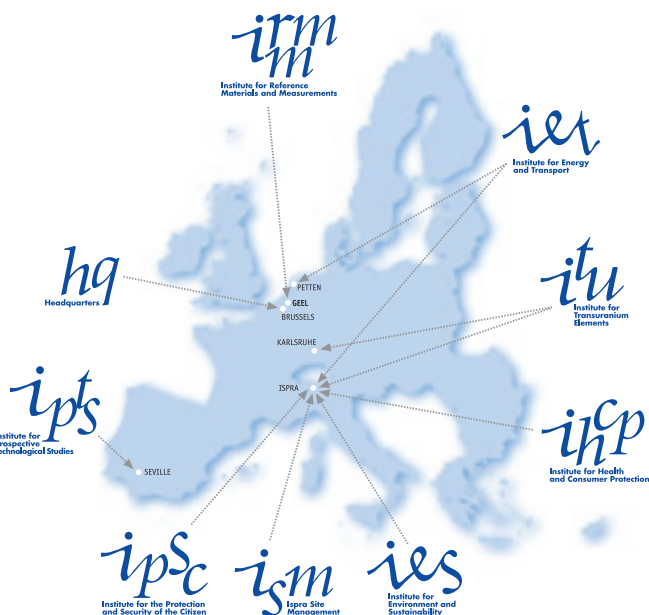 irmm
Institute for Reference
Materials and Measurements
iet
Institute for Energy
and Transport
hq
Headquarters
PETTEN
GEEL
BRUSSELS
KARLSRUHE
ISPRA
SEVILLE
itu
Institute for
Transuranium
Elements
ipts
nstitute for
rospective
echnological Studies
ihcp
Institute for Health
and Consumer Protection
ipsc
Institute for the Protection
and Security of the Citizen
ism
Ispra Site
Management
ies
Institute for
Environment and
Sustainability